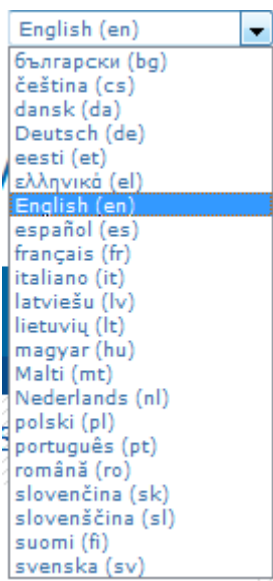 English (en)
български (bg)
čeština (cs)
dansk (da)
Deutsch (de)
eesti (et)
ελληνικά (el)
English (en)
español (es)
français (fr)
italiano (it)
latviešu (lv)
lietuvių (lt)
magyar (hu)
Malti (mt)
Nederlands (nl)
polski (pl)
português (pt)
română (ro)
slovenčina (sk)
slovenščina (sl)
suomi (fi)
svenska (sv)